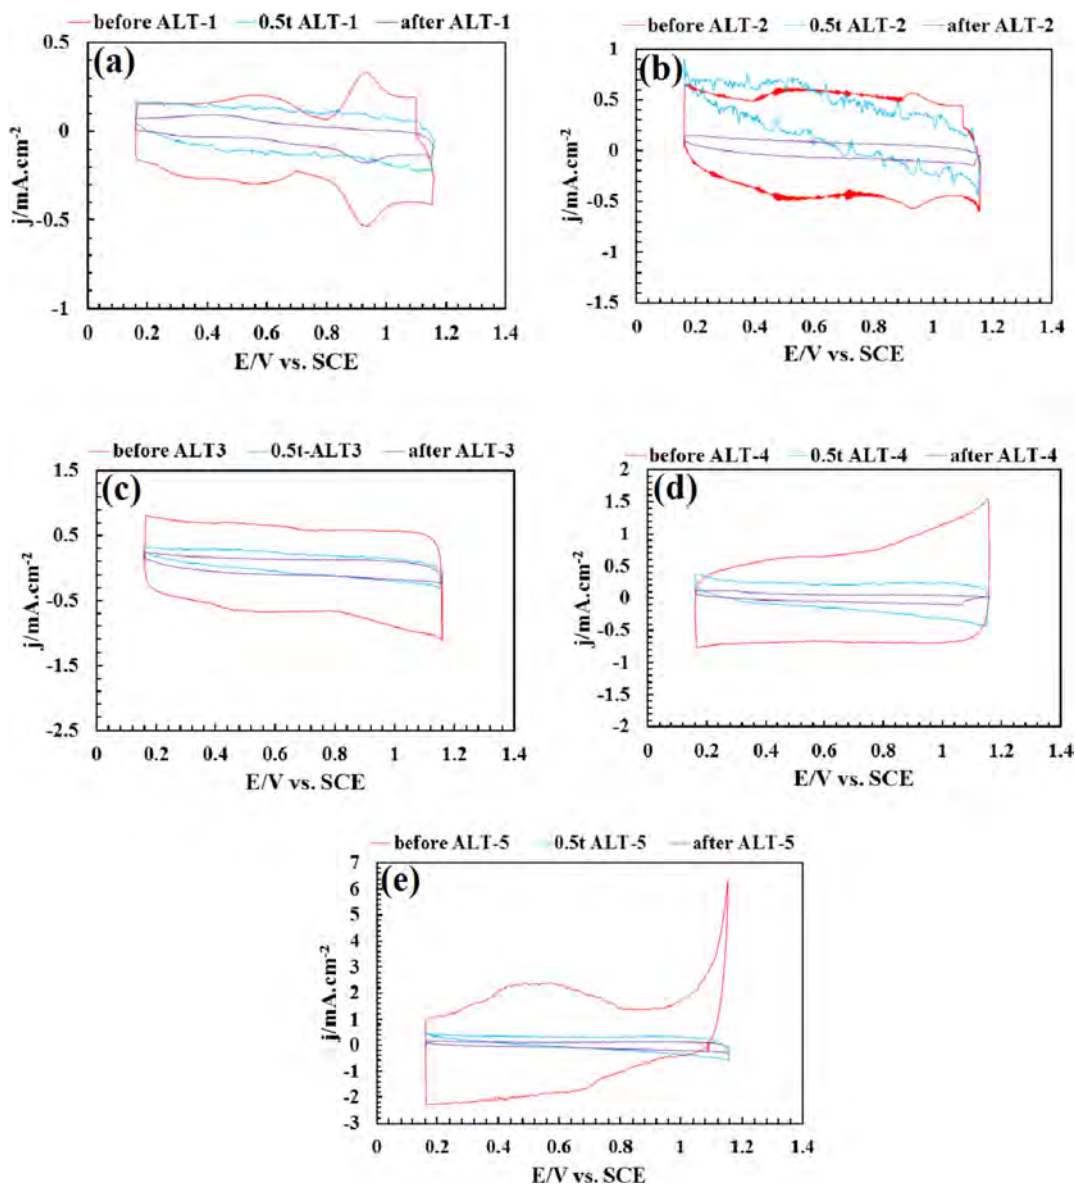 before ALT-1 0.5t ALT-1 after ALT-1
(a)
0.5
0
-0.5
-1
j/mA.cm-2
0 0.2 0.4 0.6 0.8 1 1.2 1.4
E/V vs. SCE
before ALT-2 0.5t ALT-2 after ALT-2
(b)
1
0.5
0
-0.5
-1
-1.5
j/mA.cm-2
0 0.2 0.4 0.6 0.8 1 1.2 1.4
E/V vs. SCE
before ALT3 0.5t-ALT3 after ALT-3
(c)
1.5
0.5
-0.5
-1.5
-2.5
j/mA.cm-2
0 0.2 0.4 0.6 0.8 1 1.2 1.4
E/V vs. SCE
before ALT-4 0.5t ALT-4 after ALT-4
(d)
2
1.5
1
0.5
0
-0.5
-1
-1.5
-2
j/mA.cm-2
0 0.2 0.4 0.6 0.8 1 1.2 1.4
E/V vs. SCE
before ALT-5 0.5t ALT-5 after ALT-5
(e)
7
6
5
4
3
2
1
0
-1
-2
-3
j/mA.cm-2
0 0.2 0.4 0.6 0.8 1 1.2 1.4
E/V vs. SCE